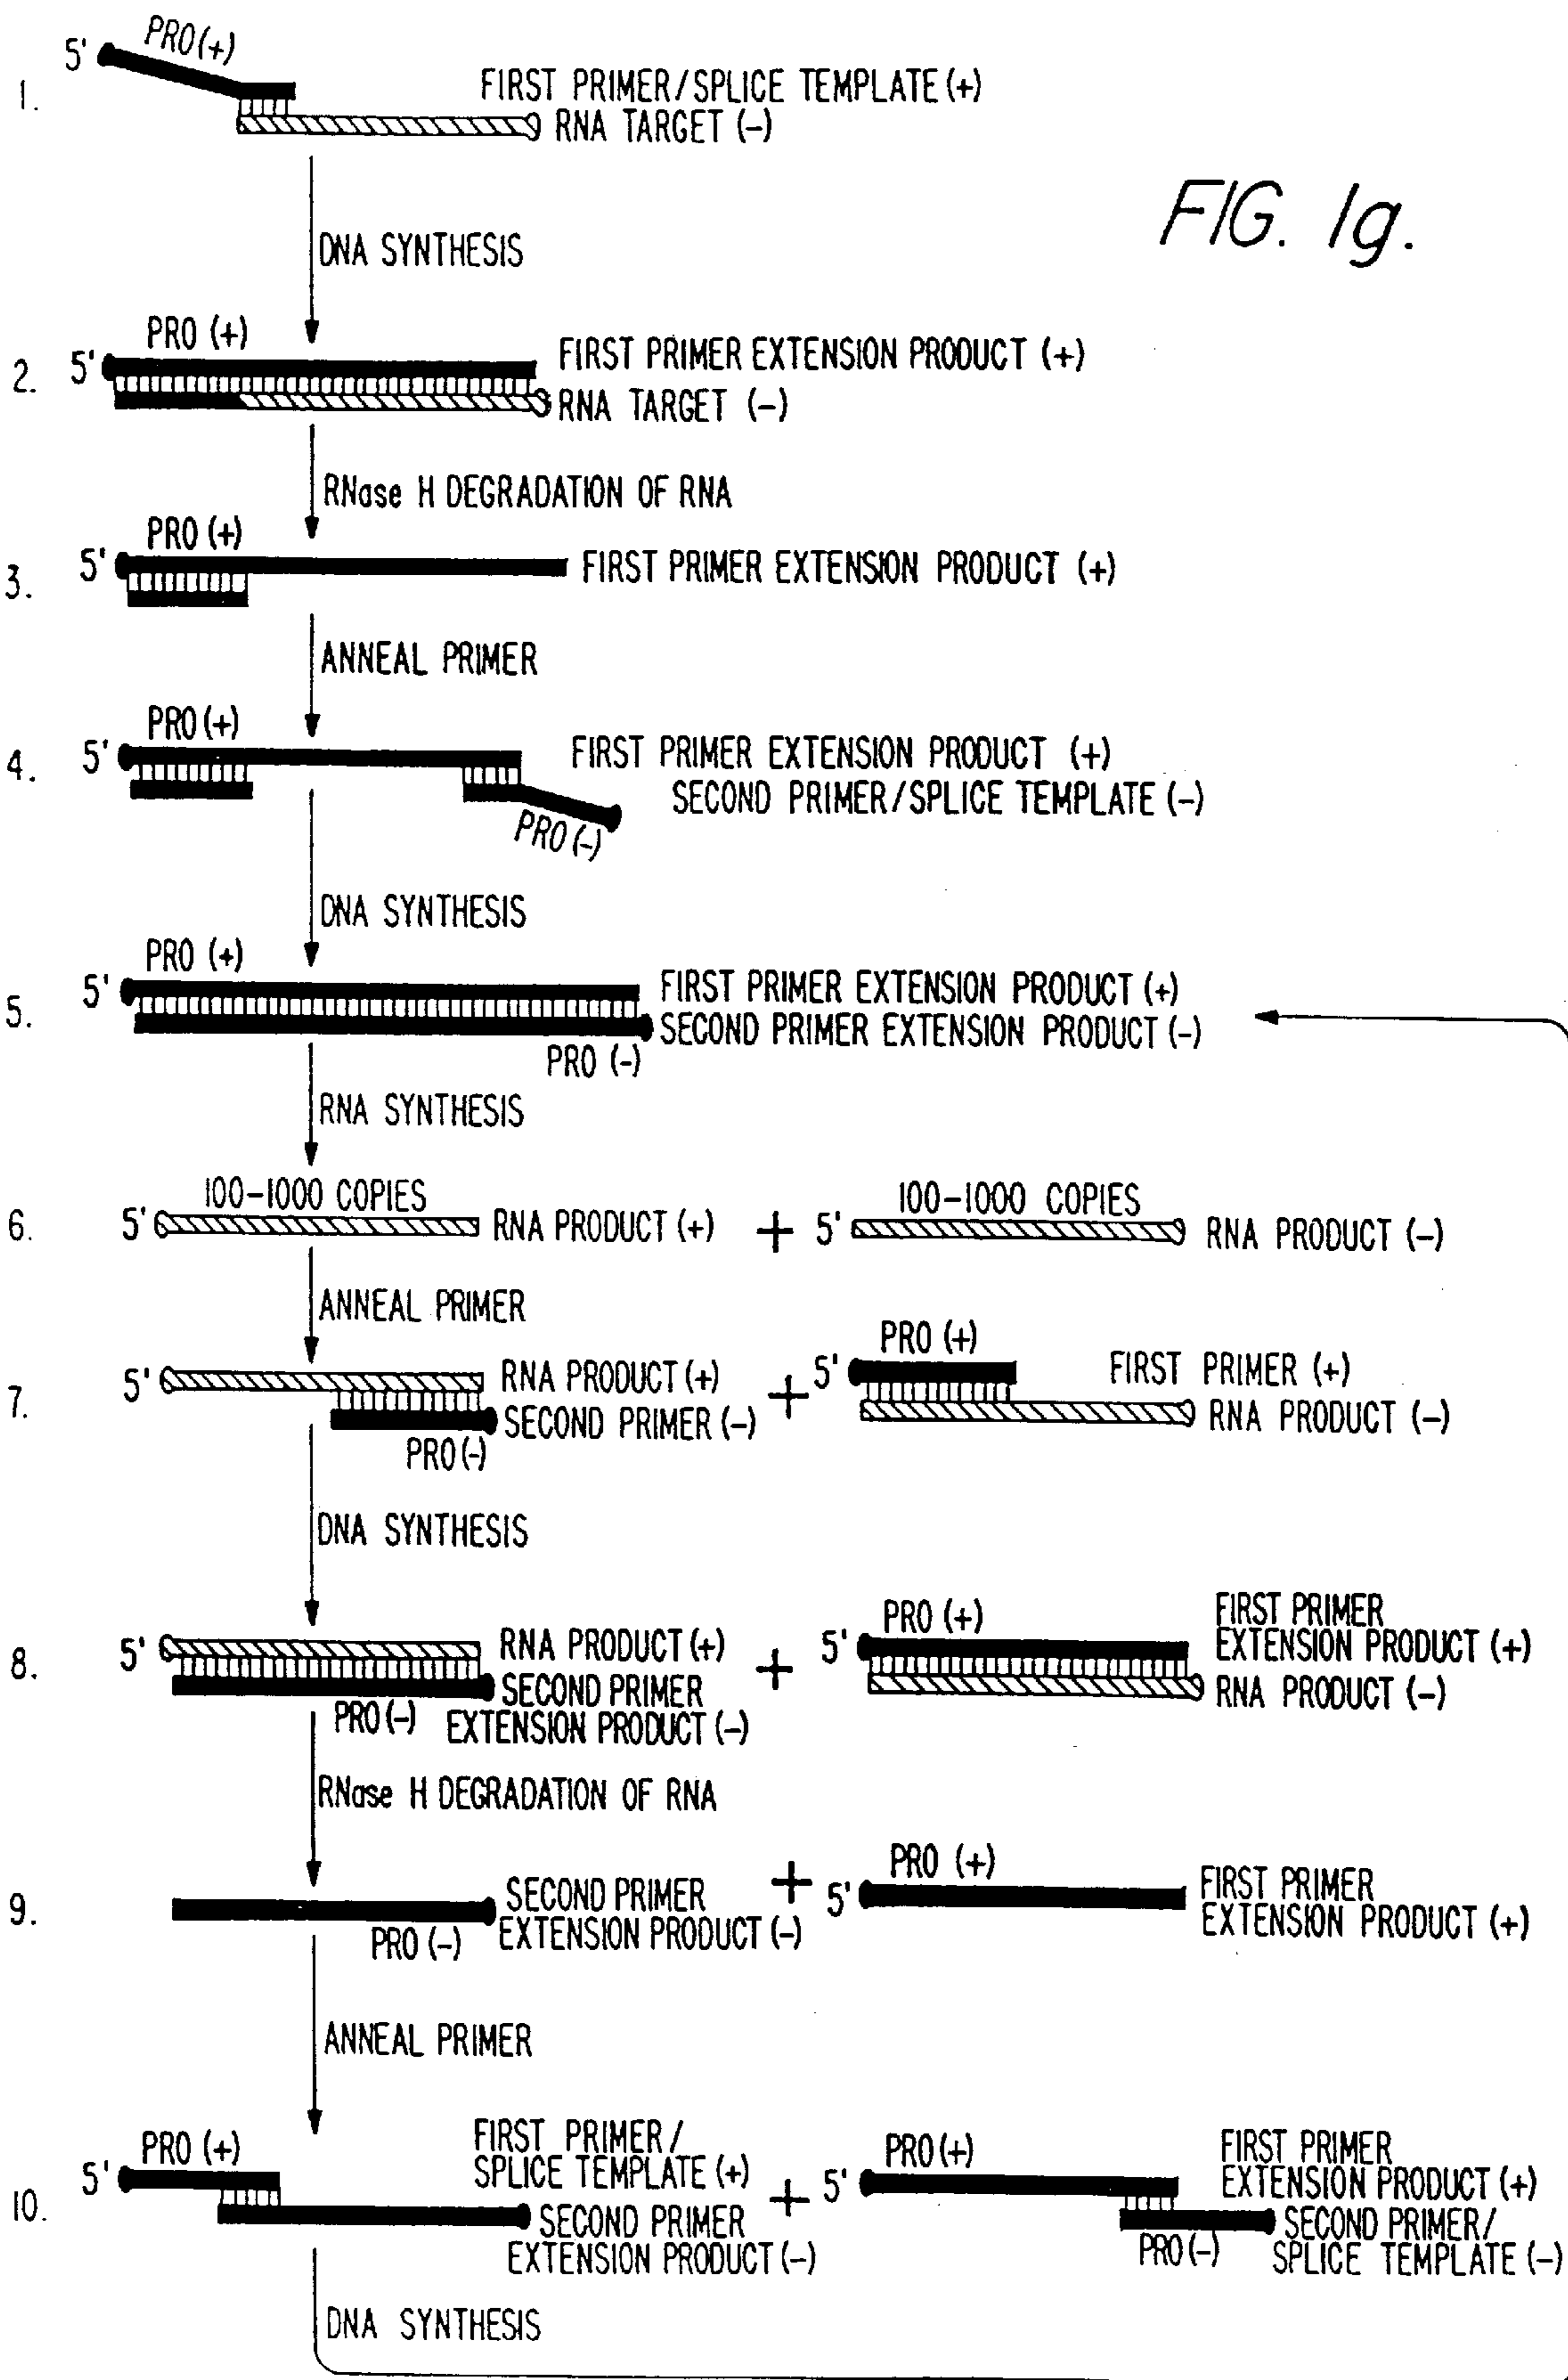 FIG. 1g.
1.
5'
PRO (+)
FIRST PRIMER/SPLICE TEMPLATE (+)
RNA TARGET (-)
DNA SYNTHESIS
2.
5'
PRO (+)
FIRST PRIMER EXTENSION PRODUCT (+)
RNA TARGET (-)
RNase H DEGRADATION OF RNA
3.
5'
PRO (+)
FIRST PRIMER EXTENSION PRODUCT (+)
ANNEAL PRIMER
4.
5'
PRO (+)
FIRST PRIMER EXTENSION PRODUCT (+)
SECOND PRIMER/SPLICE TEMPLATE (-)
PRO (-)
DNA SYNTHESIS
5.
5'
PRO (+)
FIRST PRIMER EXTENSION PRODUCT (+)
SECOND PRIMER EXTENSION PRODUCT (-)
PRO (-)
RNA SYNTHESIS
6.
5'
100-1000 COPIES
RNA PRODUCT (+)
+
5'
100-1000 COPIES
RNA PRODUCT (-)
ANNEAL PRIMER
7.
5'
RNA PRODUCT (+)
SECOND PRIMER (-)
PRO (-)
+
5'
PRO (+)
FIRST PRIMER (+)
RNA PRODUCT (-)
DNA SYNTHESIS
8.
5'
RNA PRODUCT (+)
SECOND PRIMER
EXTENSION PRODUCT (-)
PRO (-)
+
5'
PRO (+)
FIRST PRIMER
EXTENSION PRODUCT (+)
RNA PRODUCT (-)
RNase H DEGRADATION OF RNA
9.
SECOND PRIMER
EXTENSION PRODUCT (-)
PRO (-)
+
5'
PRO (+)
FIRST PRIMER
EXTENSION PRODUCT (+)
ANNEAL PRIMER
10.
5'
PRO (+)
FIRST PRIMER/
SPLICE TEMPLATE (+)
SECOND PRIMER
EXTENSION PRODUCT (-)
+
5'
PRO (+)
FIRST PRIMER
EXTENSION PRODUCT (+)
SECOND PRIMER/
SPLICE TEMPLATE (-)
PRO (-)
DNA SYNTHESIS